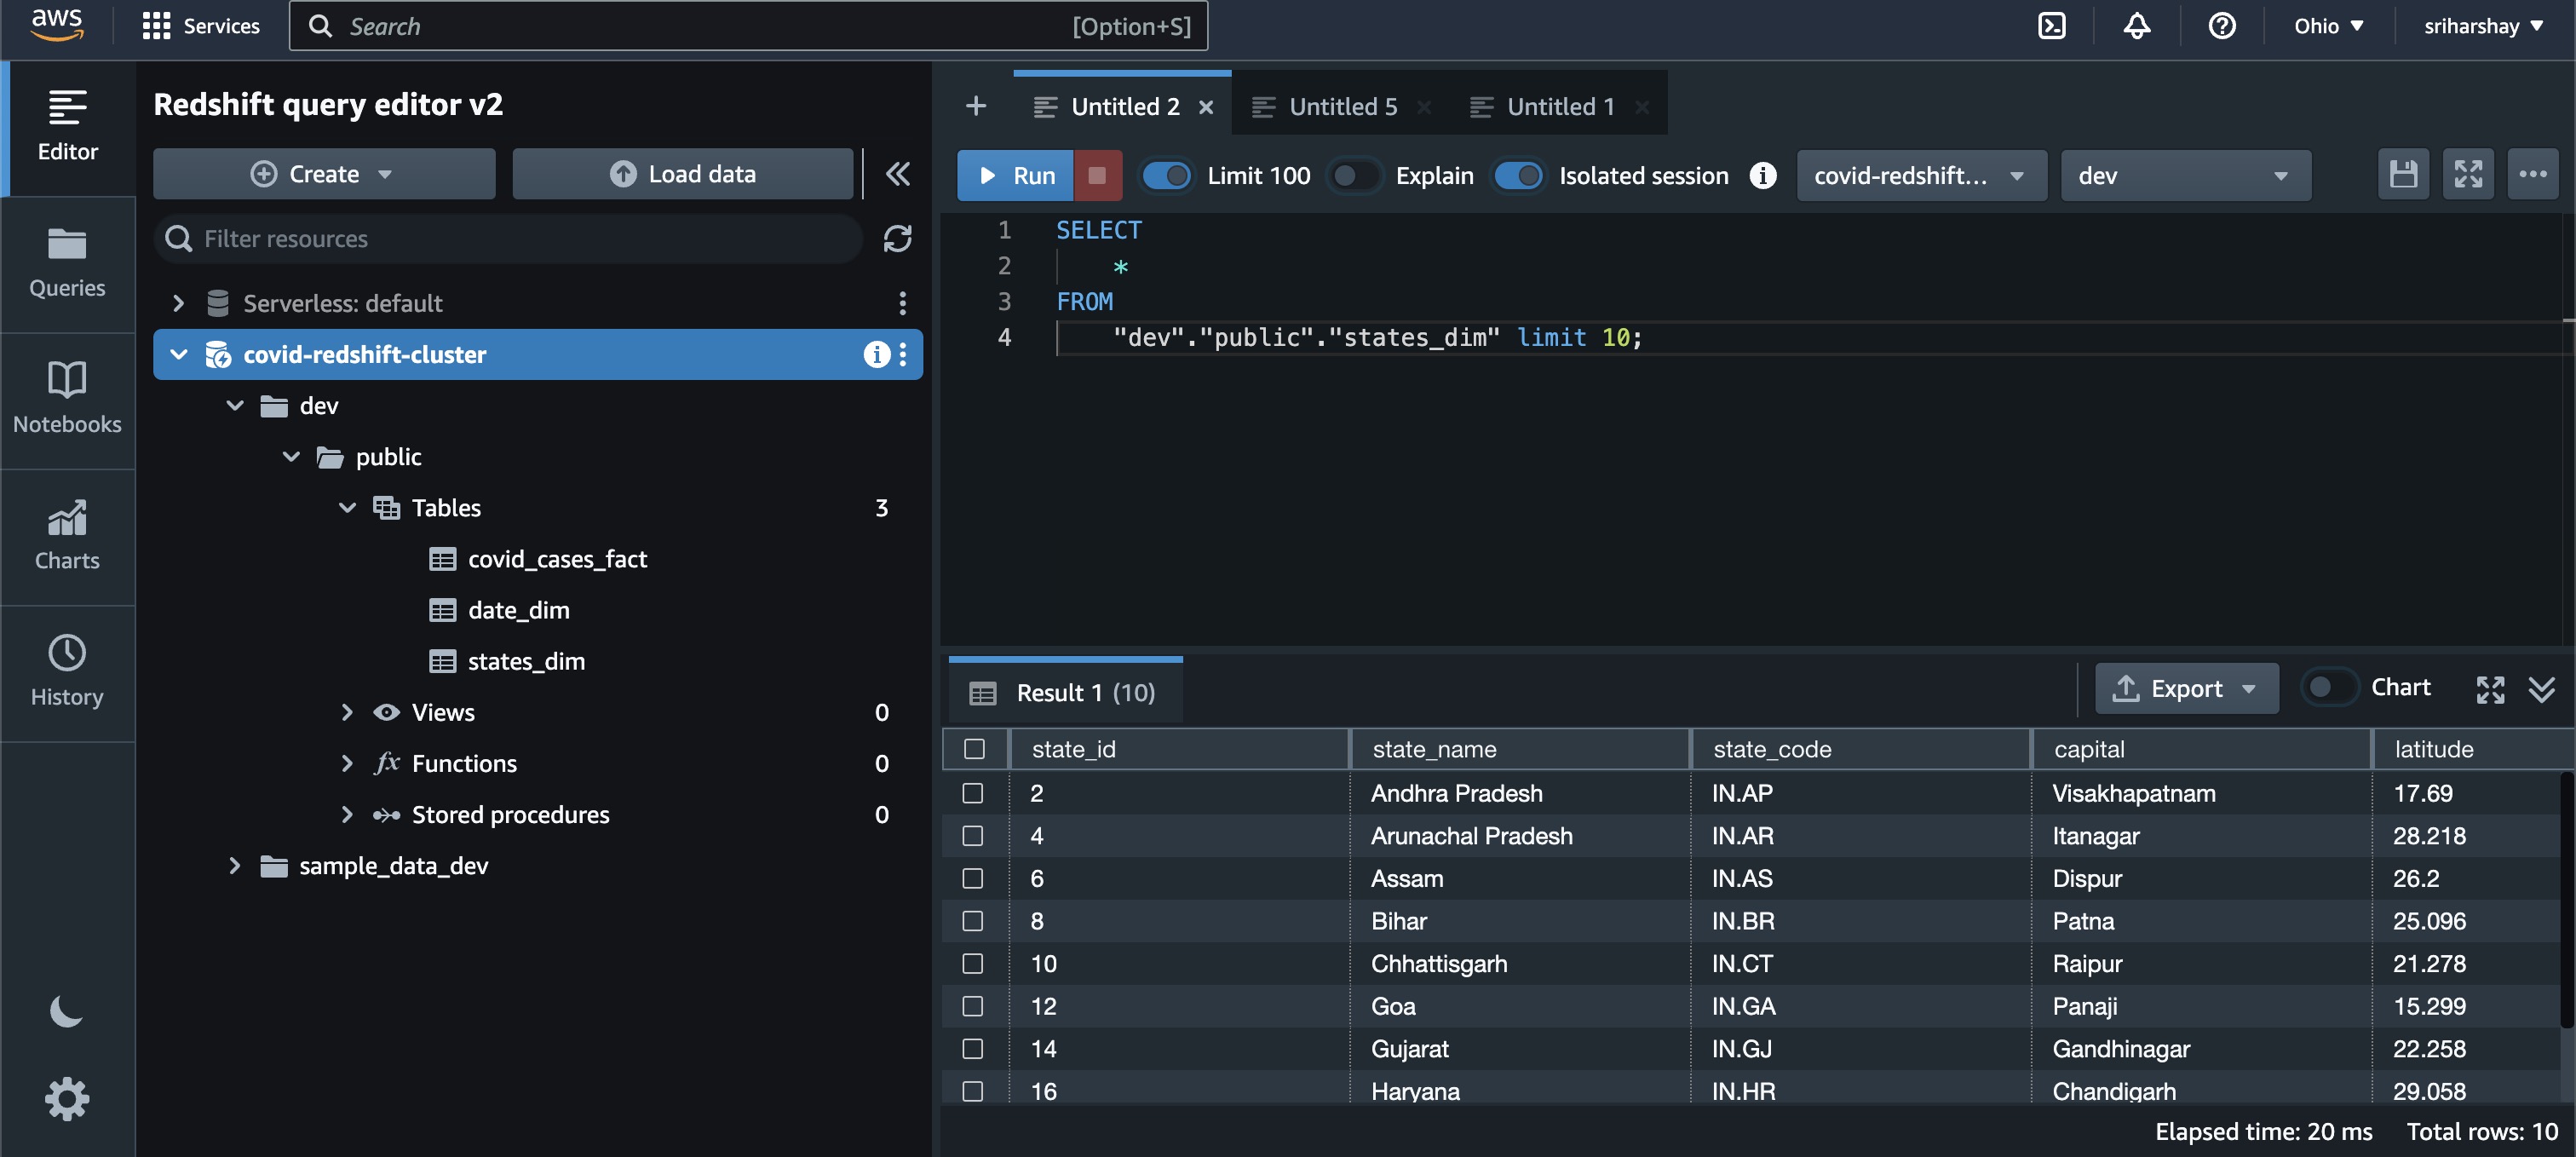 aws
Services
Search
[Option+S]
Ohio
sriharshay
Editor
Queries
Notebooks
Charts
History
Redshift query editor v2
Create
Load data
Filter resources
Serverless: default
covid-redshift-cluster
dev
public
Tables 3
covid_cases_fact
date_dim
states_dim
Views 0
Functions 0
Stored procedures 0
sample_data_dev
Untitled 2
Untitled 5
Untitled 1
Run
Limit 100
Explain
Isolated session
covid-redshift...
dev
1 SELECT
2 *
3 FROM
4 "dev"."public"."states_dim" limit 10;
Result 1 (10)
Export
Chart
state_id state_name state_code capital latitude
2 Andhra Pradesh IN.AP Visakhapatnam 17.69
4 Arunachal Pradesh IN.AR Itanagar 28.218
6 Assam IN.AS Dispur 26.2
8 Bihar IN.BR Patna 25.096
10 Chhattisgarh IN.CT Raipur 21.278
12 Goa IN.GA Panaji 15.299
14 Gujarat IN.GJ Gandhinagar 22.258
16 Haryana IN.HR Chandigarh 29.058
Elapsed time: 20 ms Total rows: 10